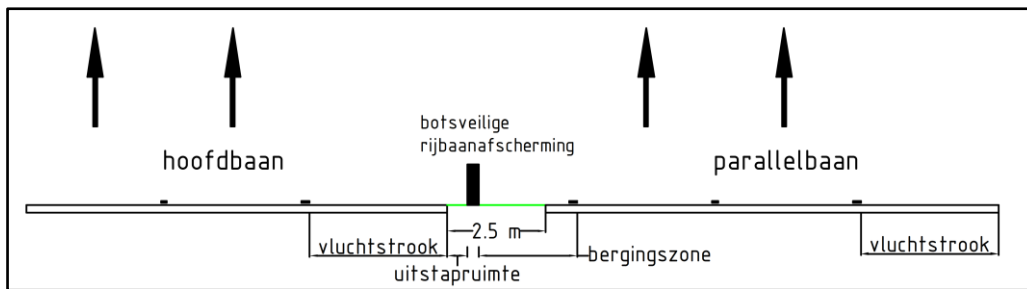 botsveilige
rijbaanafscherming
hoofdbaan
parallelbaan
2.5 m
vluchtstrook
bergingszone
vluchtstrook
uitstapruimte